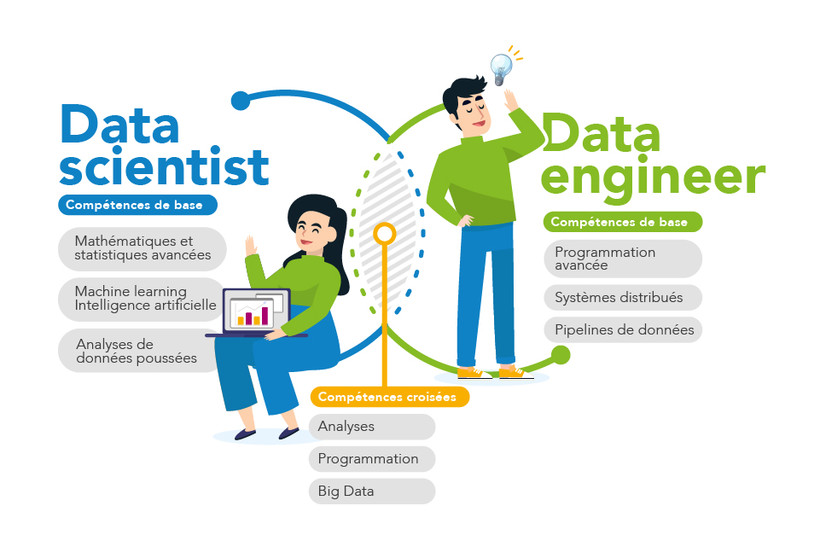 Data
scientist
Compétences de base
Mathématiques et
statistiques avancées
Machine learning
Intelligence artificielle
Analyses de
données poussées
Data
engineer
Compétences de base
Programmation
avancée
Systèmes distribués
Pipelines de données
Compétences croisées
Analyses
Programmation
Big Data